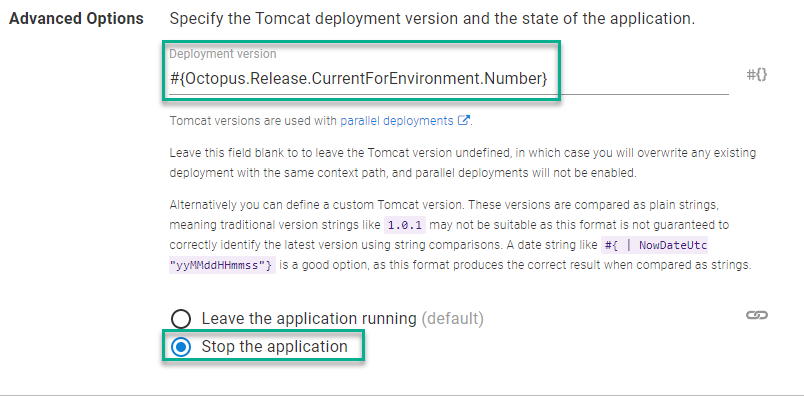 Advanced Options
Specify the Tomcat deployment version and the state of the application.
Deployment version
#{Octopus.Release.CurrentForEnvironment.Number}
#{}
Tomcat versions are used with parallel deployments.
Leave this field blank to to leave the Tomcat version undefined, in which case you will overwrite any existing
deployment with the same context path, and parallel deployments will not be enabled.
Alternatively you can define a custom Tomcat version. These versions are compared as plain strings,
meaning traditional version strings like 1.0.1 may not be suitable as this format is not guaranteed to
correctly identify the latest version using string comparisons. A date string like #{ | NowDateUtc
"yyMMddHHmmss"} is a good option, as this format produces the correct result when compared as strings.
Leave the application running (default)
Stop the application